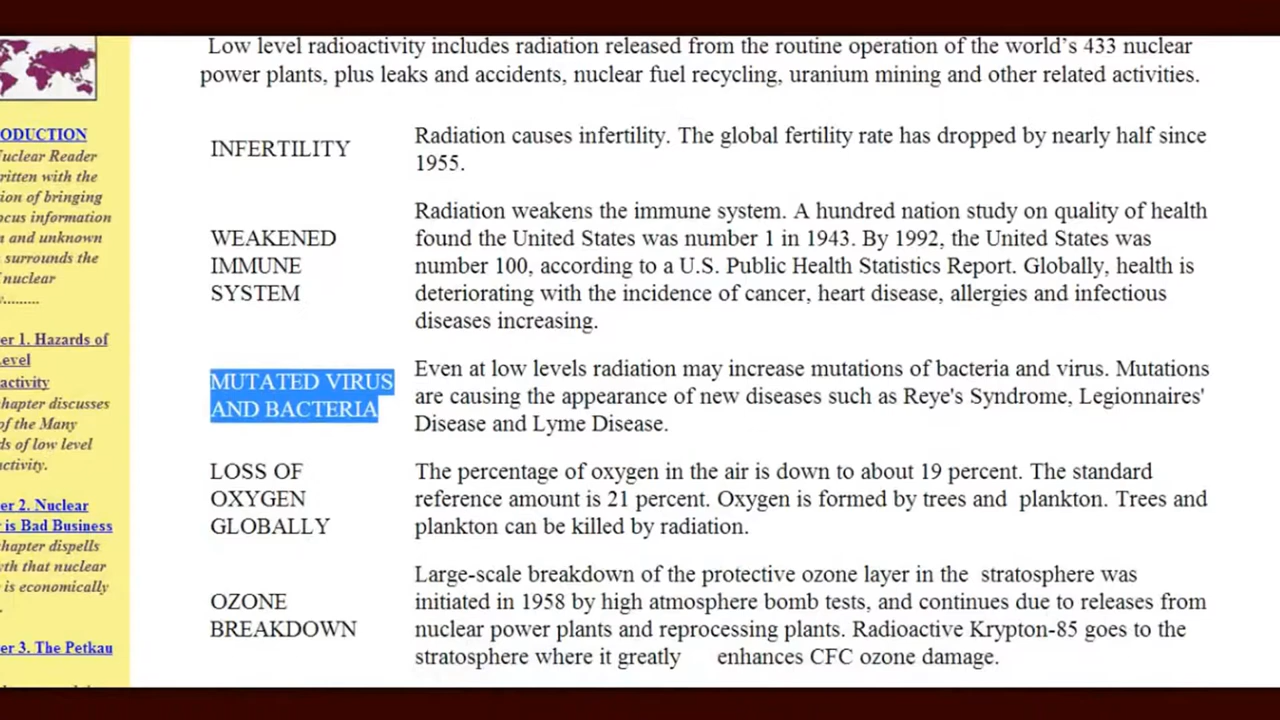 Low level radioactivity includes radiation released from the routine operation of the world's 433 nuclear
power plants, plus leaks and accidents, nuclear fuel recycling, uranium mining and other related activities.
INFERTILITY
Radiation causes infertility. The global fertility rate has dropped by nearly half since
1955.
WEAKENED
IMMUNE
SYSTEM
Radiation weakens the immune system. A hundred nation study on quality of health
found the United States was number 1 in 1943. By 1992, the United States was
number 100, according to a U.S. Public Health Statistics Report. Globally, health is
deteriorating with the incidence of cancer, heart disease, allergies and infectious
diseases increasing.
MUTATED VIRUS
AND BACTERIA
Even at low levels radiation may increase mutations of bacteria and virus. Mutations
are causing the appearance of new diseases such as Reye's Syndrome, Legionnaires'
Disease and Lyme Disease.
LOSS OF
OXYGEN
GLOBALLY
The percentage of oxygen in the air is down to about 19 percent. The standard
reference amount is 21 percent. Oxygen is formed by trees and plankton. Trees and
plankton can be killed by radiation.
OZONE
BREAKDOWN
Large-scale breakdown of the protective ozone layer in the stratosphere was
initiated in 1958 by high atmosphere bomb tests, and continues due to releases from
nuclear power plants and reprocessing plants. Radioactive Krypton-85 goes to the
stratosphere where it greatly enhances CFC ozone damage.
ODUCTION
uclear Reader
ritten with the
ion of bringing
ocus information
n and unknown
surrounds the
f nuclear
y.........
er 1. Hazards of
evel
activity
hapter discusses
of the Many
ds of low level
activity.
er 2. Nuclear
r is Bad Business
hapter dispells
yth that nuclear
r is economically
er 3. The Petkau